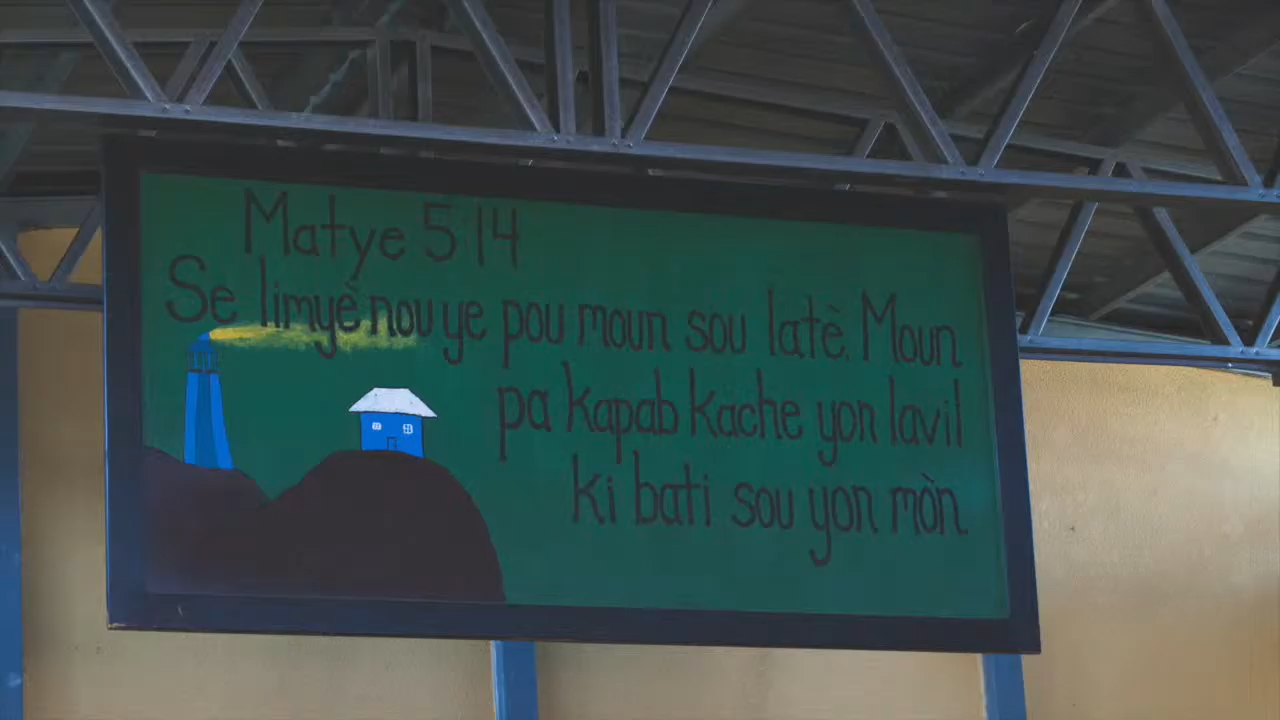 Matye 5:14
Se limyè nou ye pou moun sou latè. Moun
pa kapab kache yon lavil
ki bati sou yon mòn.